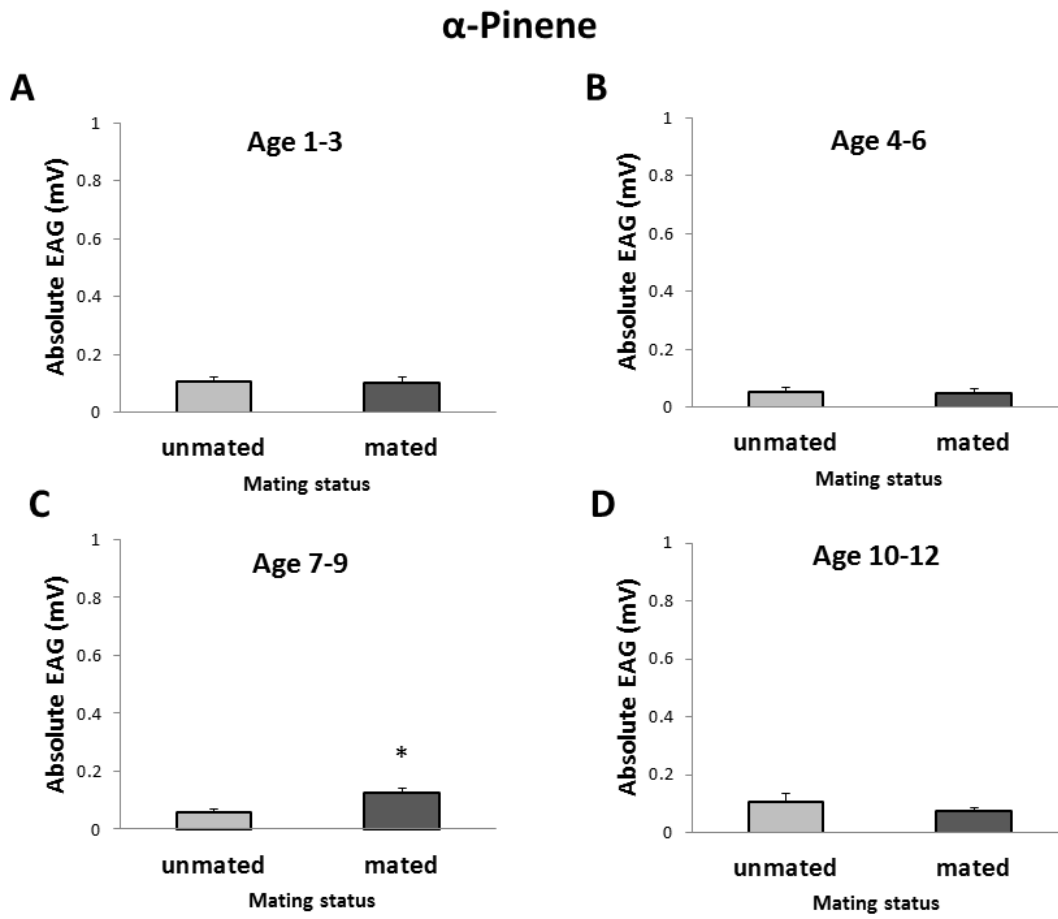 α-Pinene
A
Age 1-3
Absolute EAG (mV)
1
0.8
0.6
0.4
0.2
0
unmated mated
Mating status
B
Age 4-6
Absolute EAG (mV)
1
0.8
0.6
0.4
0.2
0
unmated mated
Mating status
C
Age 7-9
Absolute EAG (mV)
1
0.8
0.6
0.4
0.2
0
*
unmated mated
Mating status
D
Age 10-12
Absolute EAG (mV)
1
0.8
0.6
0.4
0.2
0
unmated mated
Mating status